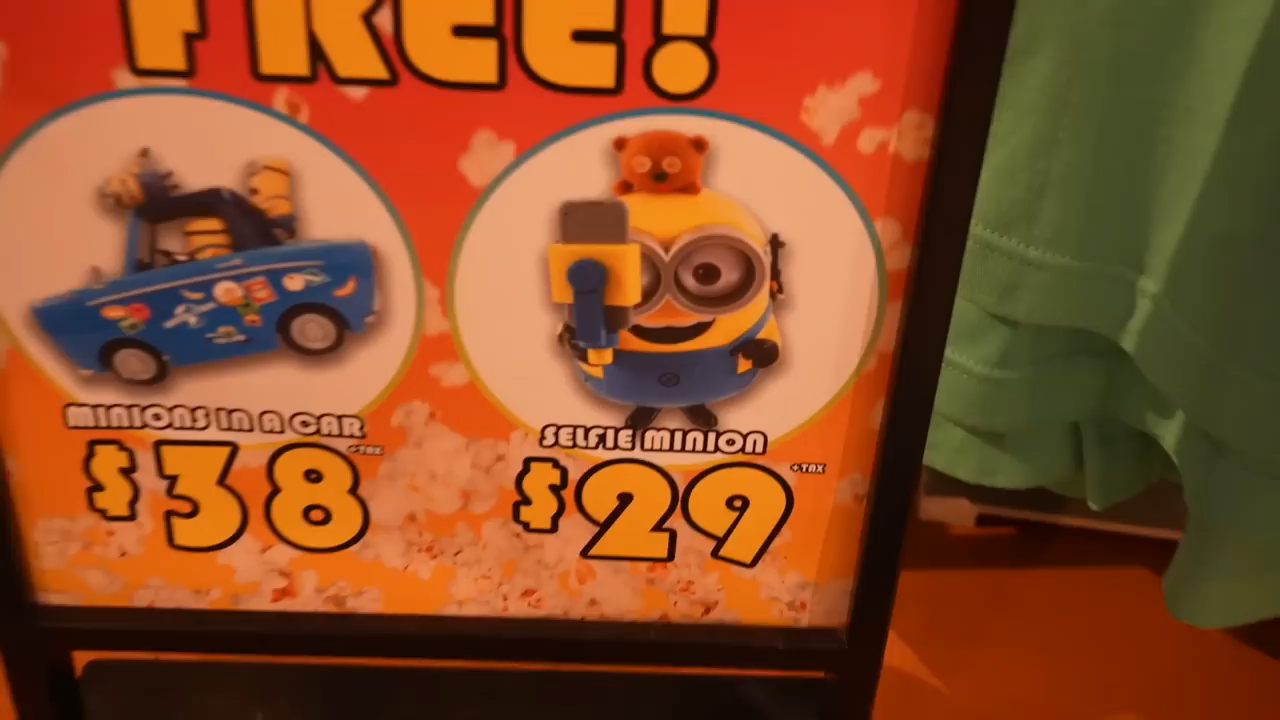 FREE!
MINIONS IN A CAR
$38 +TAX
SELFIE MINION
$29 +TAX